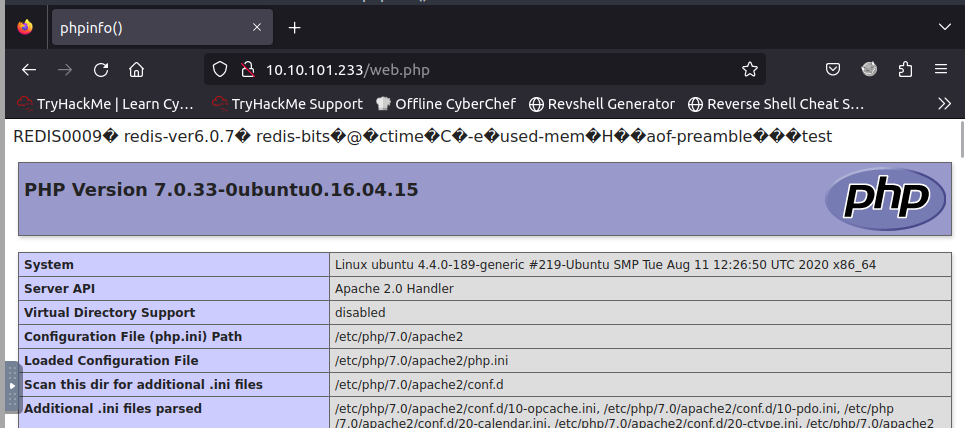 phpinfo()
10.10.101.233/web.php
TryHackMe | Learn Cy… TryHackMe Support Offline CyberChef Revshell Generator Reverse Shell Cheat S…
REDIS0009� redis-ver6.0.7� redis-bits�@�ctime�C�-e�used-mem�H��aof-preamble���test
PHP Version 7.0.33-0ubuntu0.16.04.15
php
System Linux ubuntu 4.4.0-189-generic #219-Ubuntu SMP Tue Aug 11 12:26:50 UTC 2020 x86_64
Server API Apache 2.0 Handler
Virtual Directory Support disabled
Configuration File (php.ini) Path /etc/php/7.0/apache2
Loaded Configuration File /etc/php/7.0/apache2/php.ini
Scan this dir for additional .ini files /etc/php/7.0/apache2/conf.d
Additional .ini files parsed /etc/php/7.0/apache2/conf.d/10-opcache.ini, /etc/php/7.0/apache2/conf.d/10-pdo.ini, /etc/php
/7.0/apache2/conf.d/20-calendar.ini, /etc/php/7.0/apache2/conf.d/20-ctype.ini, /etc/php/7.0/apache2